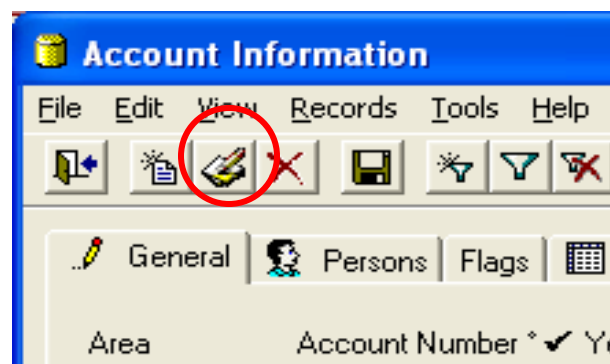 Account Information
File Edit View Records Tools Help
General Persons Flags
Area Account Number * ✔